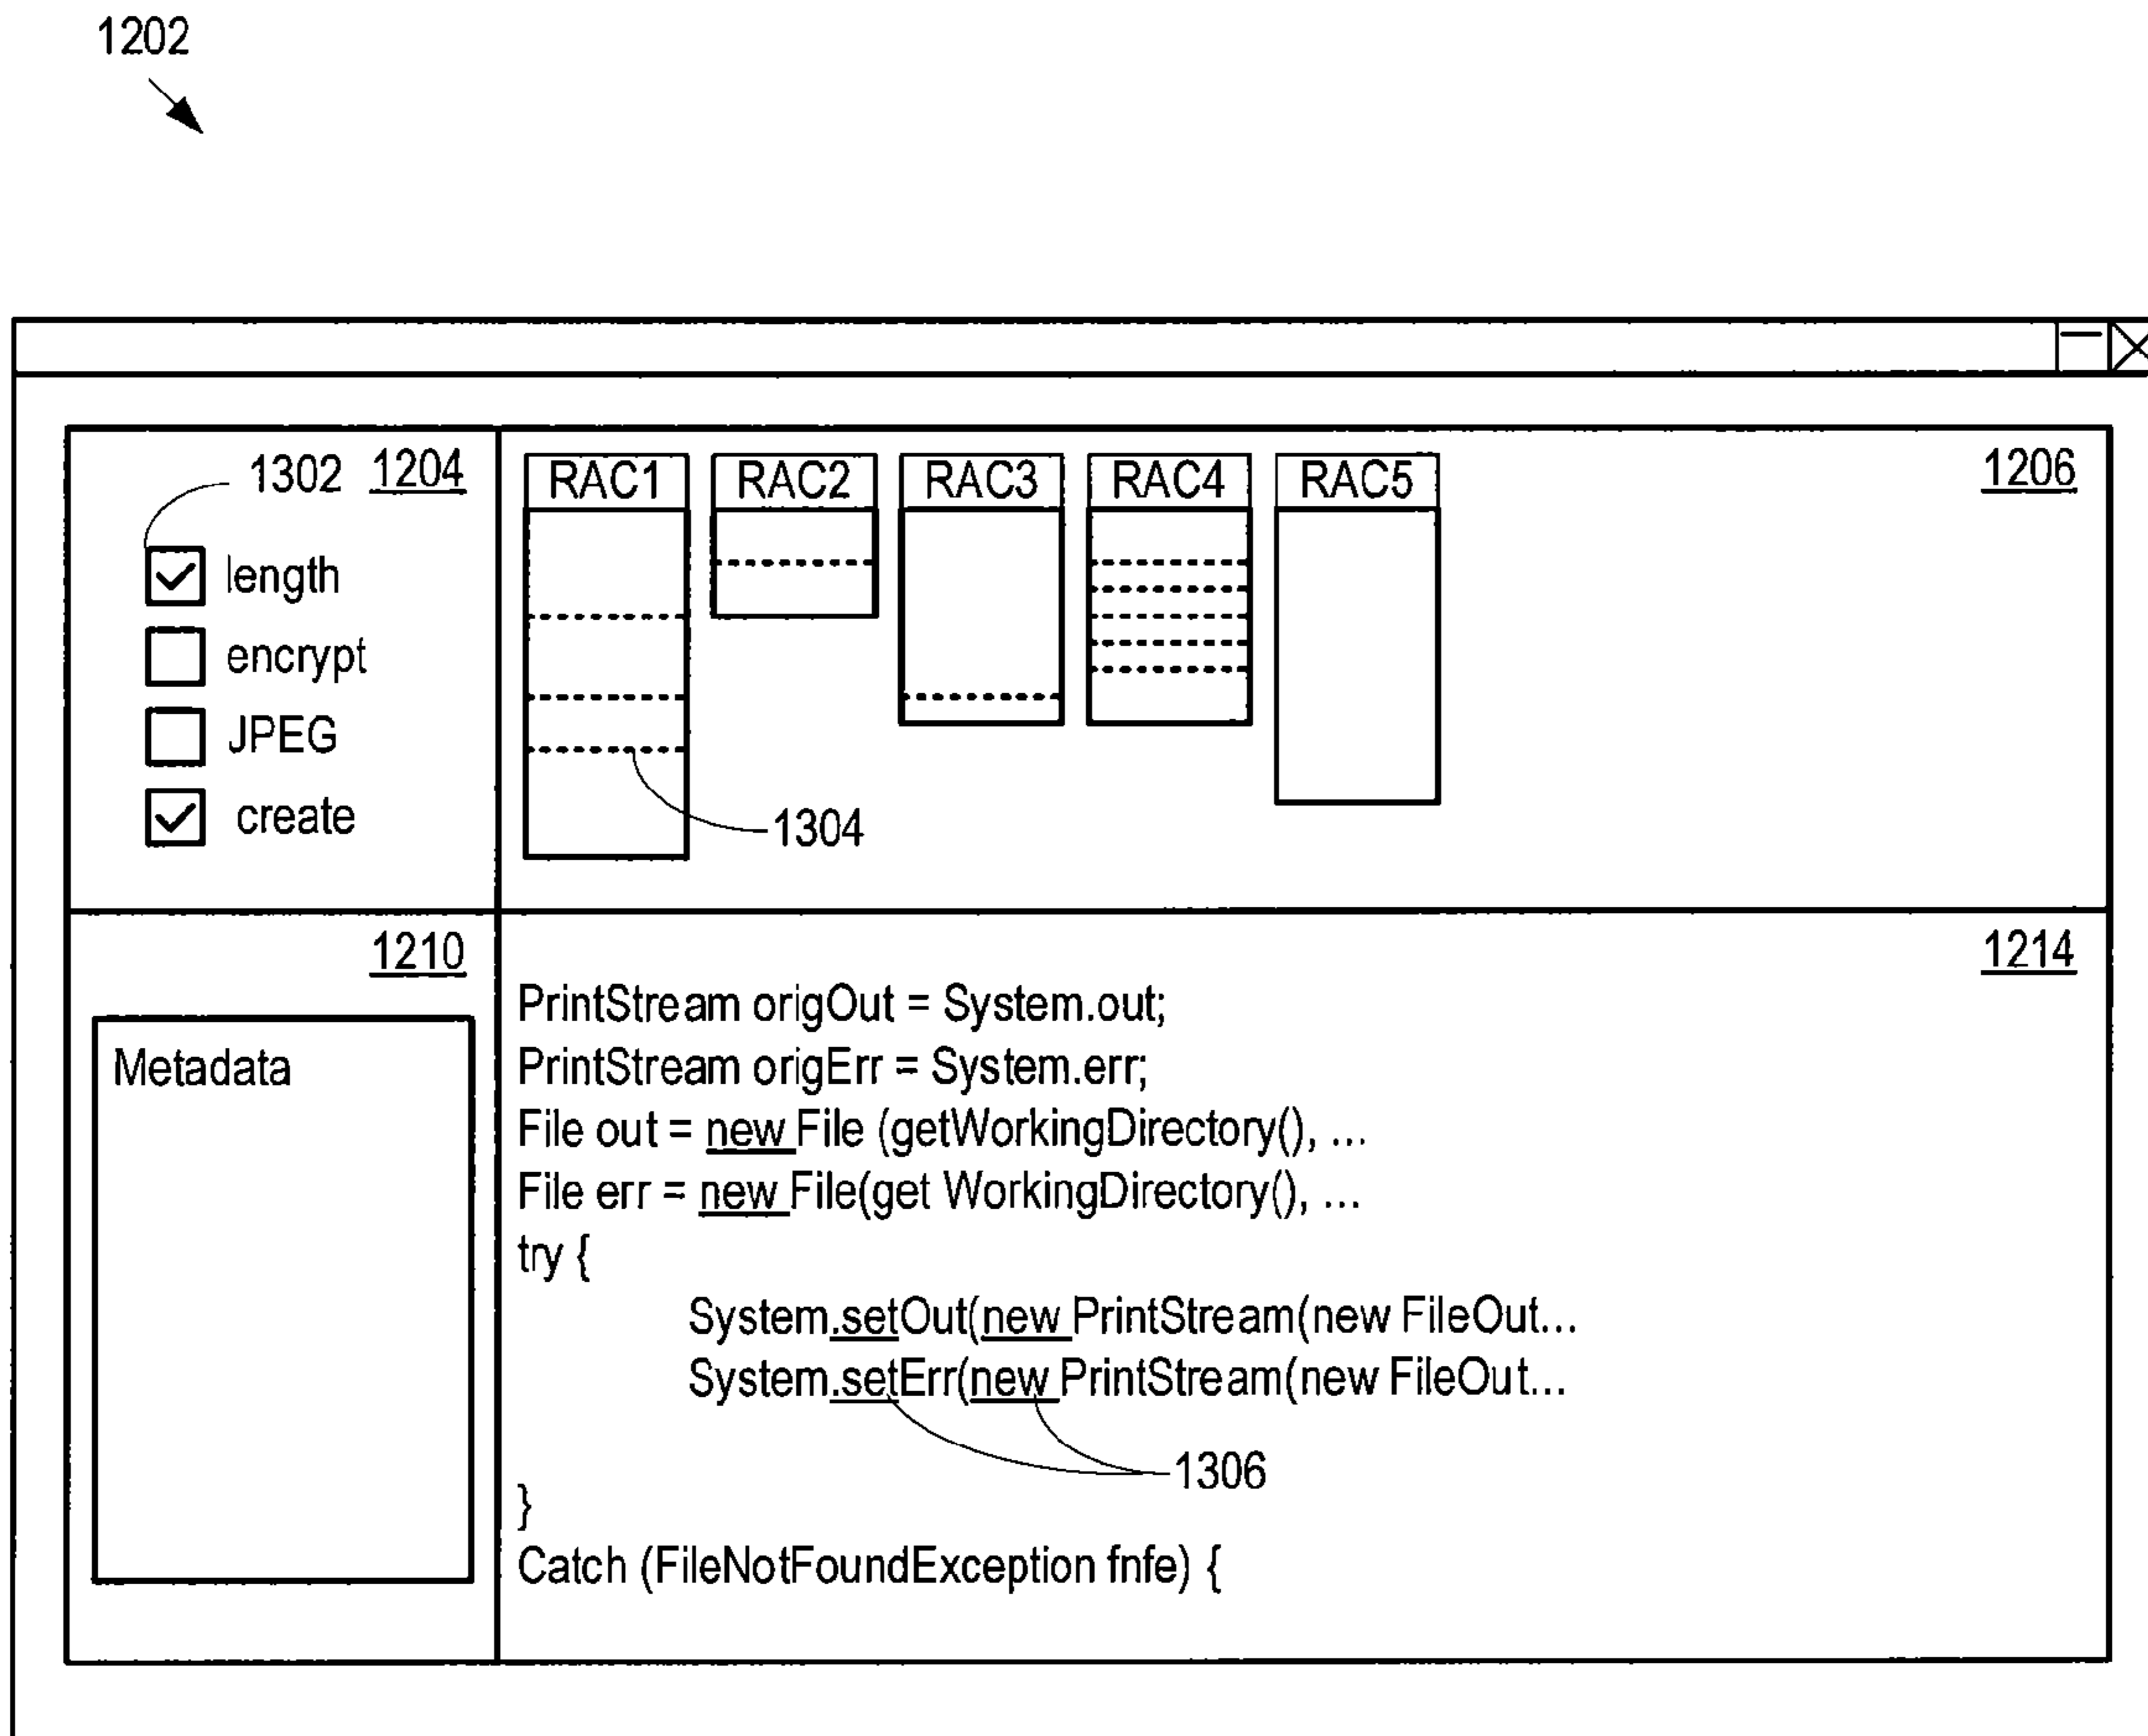 1202
1302 1204
length
encrypt
JPEG
create
RAC1 RAC2 RAC3 RAC4 RAC5 1206
1304
1210
Metadata
1214
PrintStream origOut = System.out;
PrintStream origErr = System.err;
File out = new File (getWorkingDirectory(), ...
File err = new File(get WorkingDirectory(), ...
try {
System.setOut(new PrintStream(new FileOut...
System.setErr(new PrintStream(new FileOut...
1306
}
Catch (FileNotFoundException fnfe) {